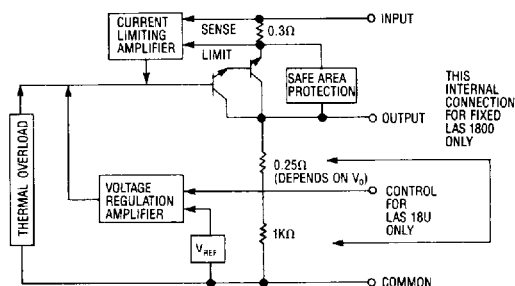 CURRENT
LIMITING
AMPLIFIER
SENSE
LIMIT
0.3Ω
INPUT
SAFE AREA
PROTECTION
OUTPUT
THIS
INTERNAL
CONNECTION
FOR FIXED
LAS 1800
ONLY
THERMAL OVERLOAD
0.25Ω
(DEPENDS ON V₀)
VOLTAGE
REGULATION
AMPLIFIER
CONTROL
FOR
LAS 18U
ONLY
1KΩ
VREF
COMMON